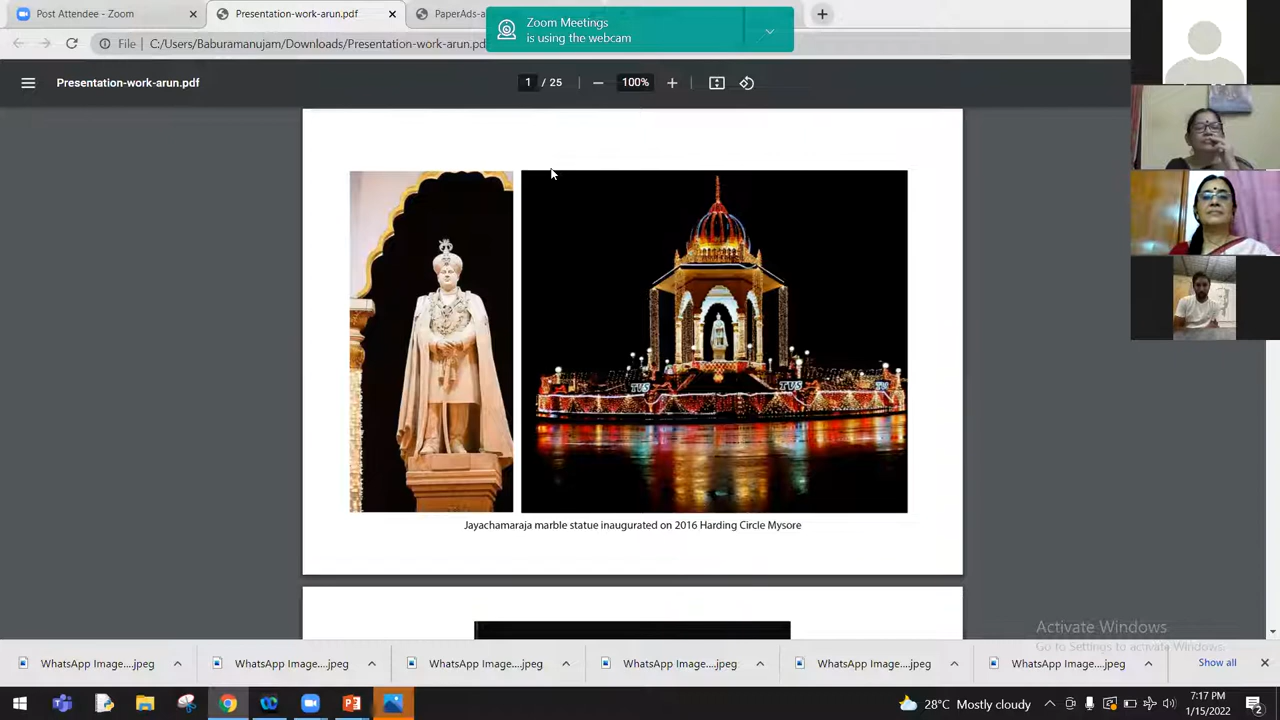 Post Attendee - Zoom
Presentation-work-arun.pdf
PaperAds-a
Zoom Meetings
is using the webcam
File
C:/Users/Baburamanujam/Downloads/Presentation-work-arun.pd
Presentation-work-arun.pdf
1 / 25
100%
TVS
TVS
Jayachamaraja marble statue inaugurated on 2016 Harding Circle Mysore
Activate Windows
Go to Settings to activate Windows.
WhatsApp Image....jpeg
WhatsApp Image....jpeg
WhatsApp Image....jpeg
WhatsApp Image....jpeg
WhatsApp Image....jpeg
WhatsApp Image....jpeg
Show all
28°C Mostly cloudy
7:17 PM
1/15/2022
2